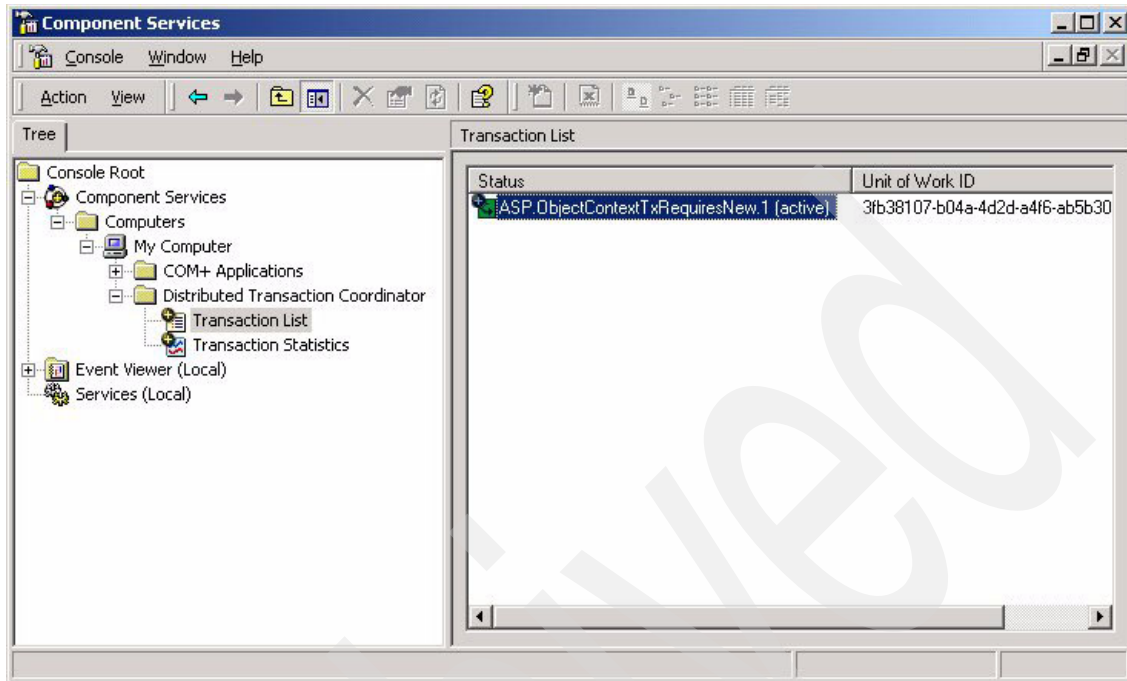 Component Services
Console Window Help
Action View
Tree
Transaction List
Console Root
Component Services
Computers
My Computer
COM+ Applications
Distributed Transaction Coordinator
Transaction List
Transaction Statistics
Event Viewer (Local)
Services (Local)
Status Unit of Work ID
ASP.ObjectContextTxRequiresNew.1 (active) 3fb38107-b04a-4d2d-a4f6-ab5b30